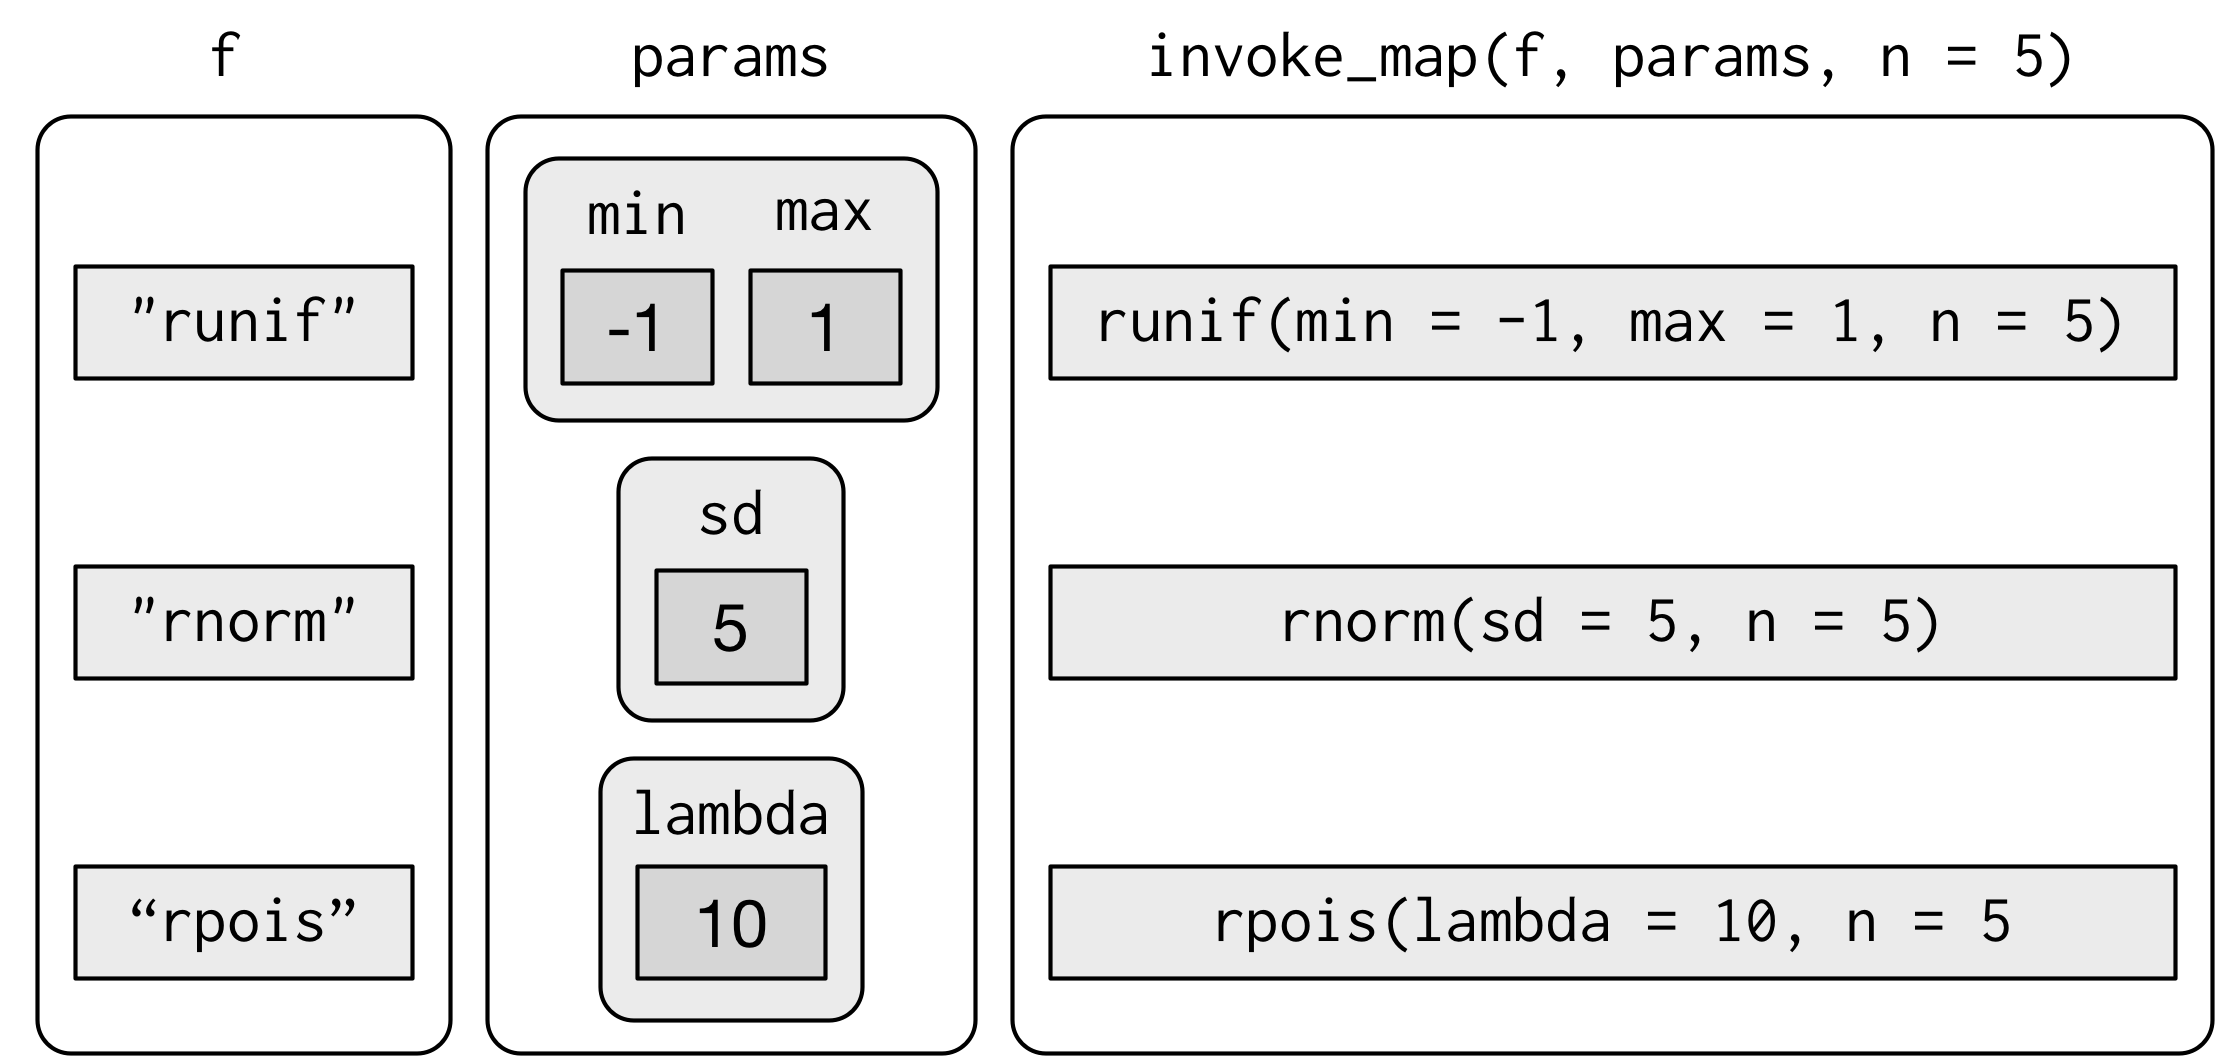 f
params
invoke_map(f, params, n = 5)
"runif"
min max
-1 1
runif(min = -1, max = 1, n = 5)
"rnorm"
sd
5
rnorm(sd = 5, n = 5)
“rpois”
lambda
10
rpois(lambda = 10, n = 5